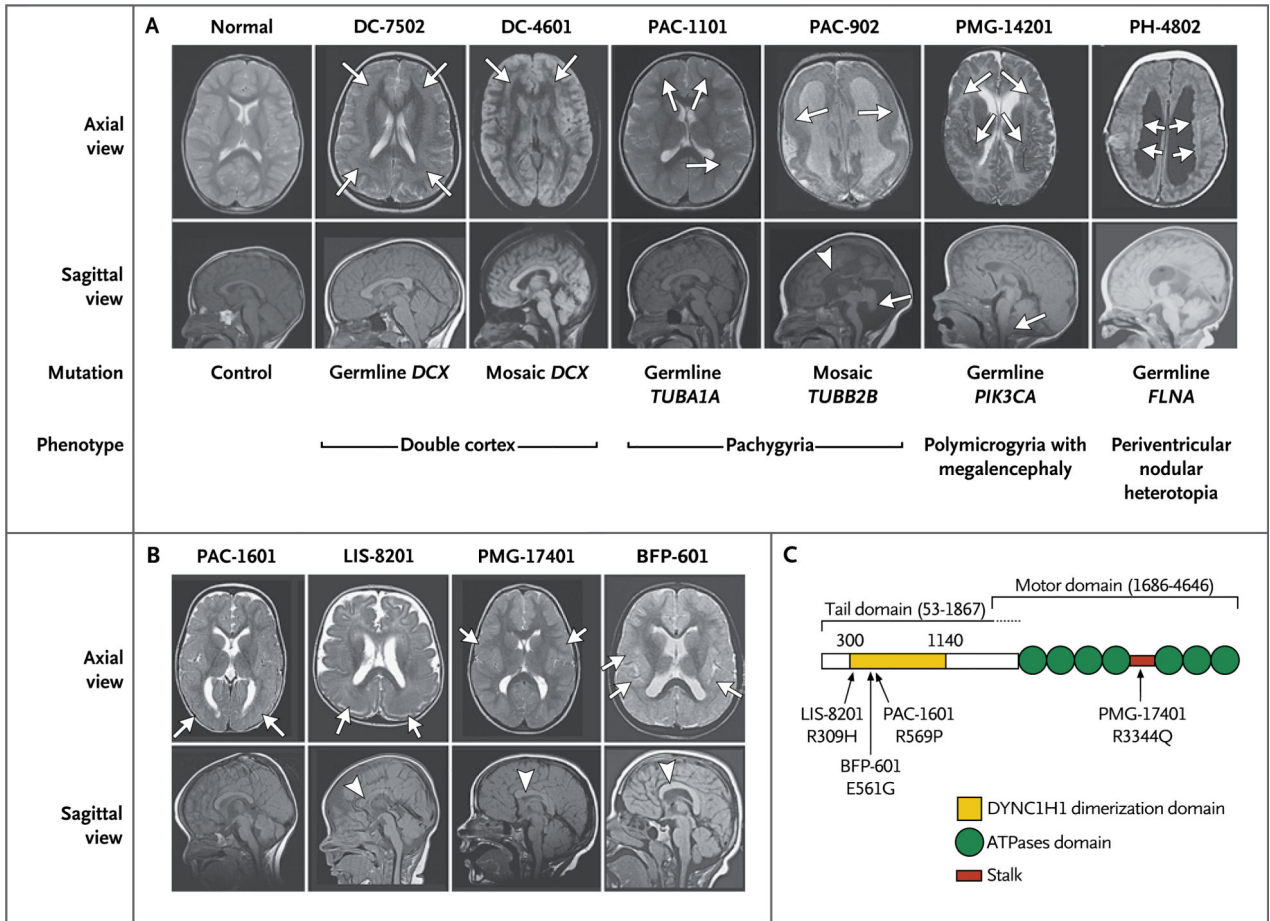 A
Normal
DC-7502
DC-4601
PAC-1101
PAC-902
PMG-14201
PH-4802
Axial
view
Sagittal
view
Mutation
Control
Germline DCX
Mosaic DCX
Germline
TUBA1A
Mosaic
TUBB2B
Germline
PIK3CA
Germline
FLNA
Phenotype
Double cortex
Pachygyria
Polymicrogyria with
megalencephaly
Periventricular
nodular
heterotopia
B
PAC-1601
LIS-8201
PMG-17401
BFP-601
Axial
view
Sagittal
view
C
Motor domain (1686-4646)
Tail domain (53-1867)
300
1140
LIS-8201
R309H
PAC-1601
R569P
BFP-601
E561G
PMG-17401
R3344Q
DYNC1H1 dimerization domain
ATPases domain
Stalk